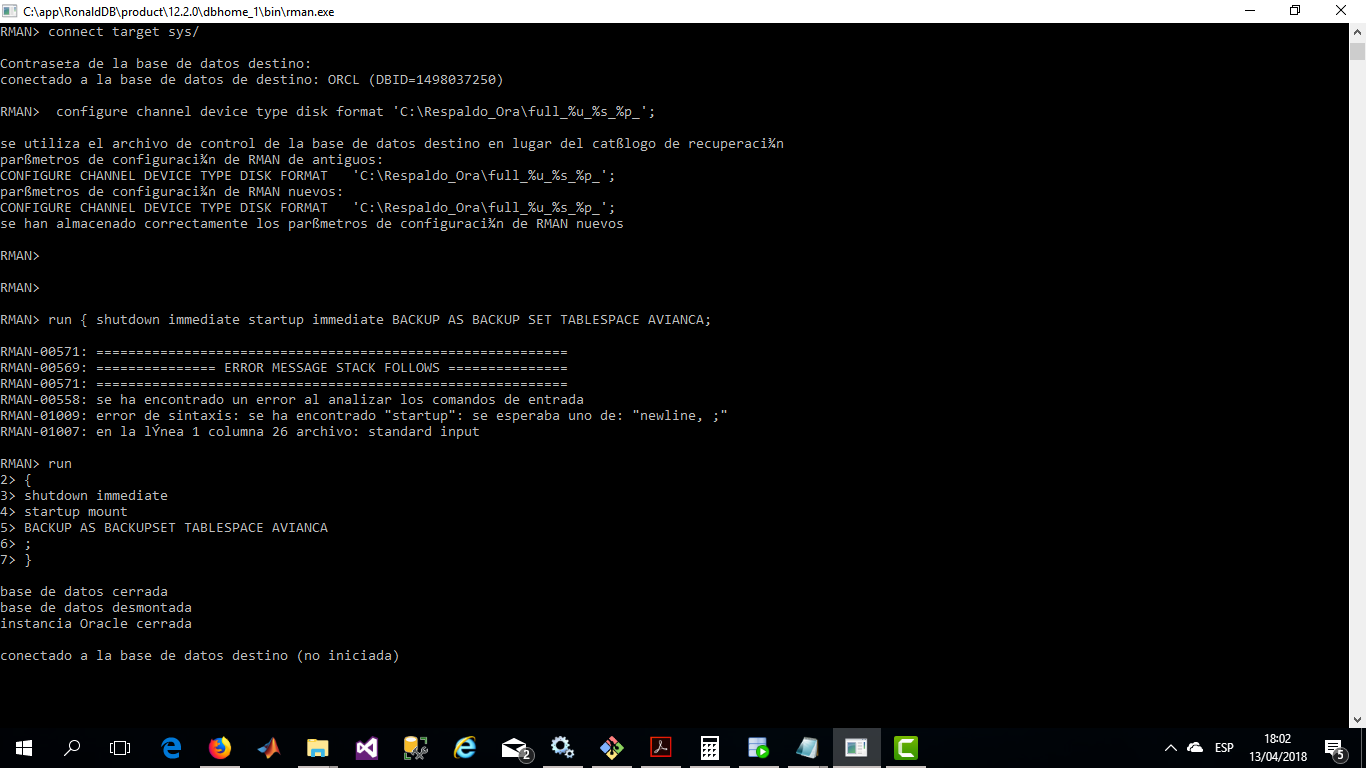 C:\app\RonaldDB\product\12.2.0\dbhome_1\bin\rman.exe
RMAN> connect target sys/
Contrase±a de la base de datos destino:
conectado a la base de datos de destino: ORCL (DBID=1498037250)
RMAN>  configure channel device type disk format 'C:\Respaldo_Ora\full_%u_%s_%p_';
se utiliza el archivo de control de la base de datos destino en lugar del catßlogo de recuperaci¾n
parßmetros de configuraci¾n de RMAN de antiguos:
CONFIGURE CHANNEL DEVICE TYPE DISK FORMAT   'C:\Respaldo_Ora\full_%u_%s_%p_';
parßmetros de configuraci¾n de RMAN nuevos:
CONFIGURE CHANNEL DEVICE TYPE DISK FORMAT   'C:\Respaldo_Ora\full_%u_%s_%p_';
se han almacenado correctamente los parßmetros de configuraci¾n de RMAN nuevos
RMAN>
RMAN>
RMAN> run { shutdown immediate startup immediate BACKUP AS BACKUP SET TABLESPACE AVIANCA;
RMAN-00571: ===========================================================
RMAN-00569: =============== ERROR MESSAGE STACK FOLLOWS ===============
RMAN-00571: ===========================================================
RMAN-00558: se ha encontrado un error al analizar los comandos de entrada
RMAN-01009: error de sintaxis: se ha encontrado "startup": se esperaba uno de: "newline, ;"
RMAN-01007: en la lÝnea 1 columna 26 archivo: standard input
RMAN> run
2> {
3> shutdown immediate
4> startup mount
5> BACKUP AS BACKUPSET TABLESPACE AVIANCA
6> ;
7> }
base de datos cerrada
base de datos desmontada
instancia Oracle cerrada
conectado a la base de datos destino (no iniciada)
2
ESP
18:02
13/04/2018
5